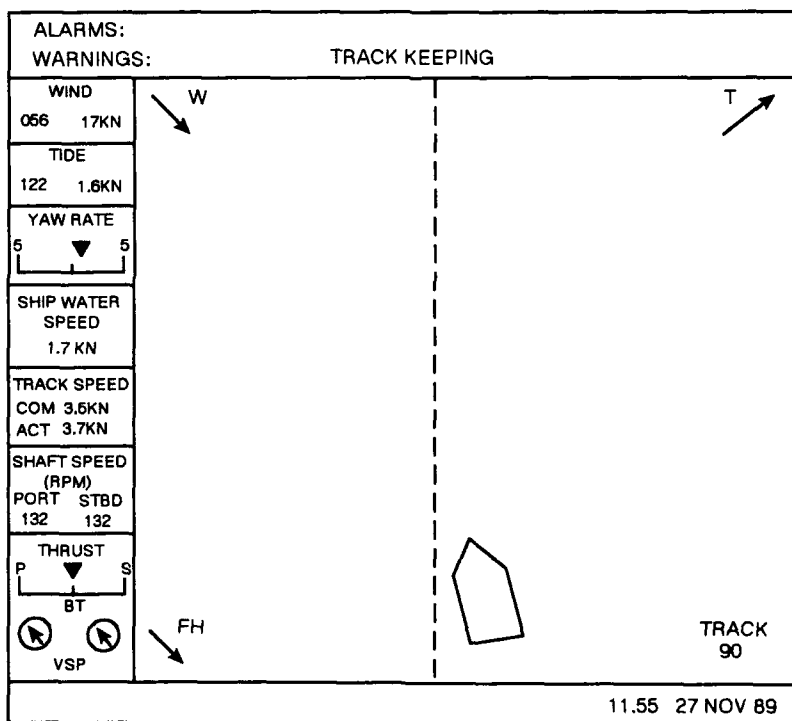 ALARMS:
WARNINGS: TRACK KEEPING
WIND
056 17KN
TIDE
122 1.6KN
YAW RATE
5 5
SHIP WATER
SPEED
1.7 KN
TRACK SPEED
COM 3.5KN
ACT 3.7KN
SHAFT SPEED
(RPM)
PORT STBD
132 132
THRUST
P S
BT
VSP
W
T
FH
TRACK
90
11.55 27 NOV 89